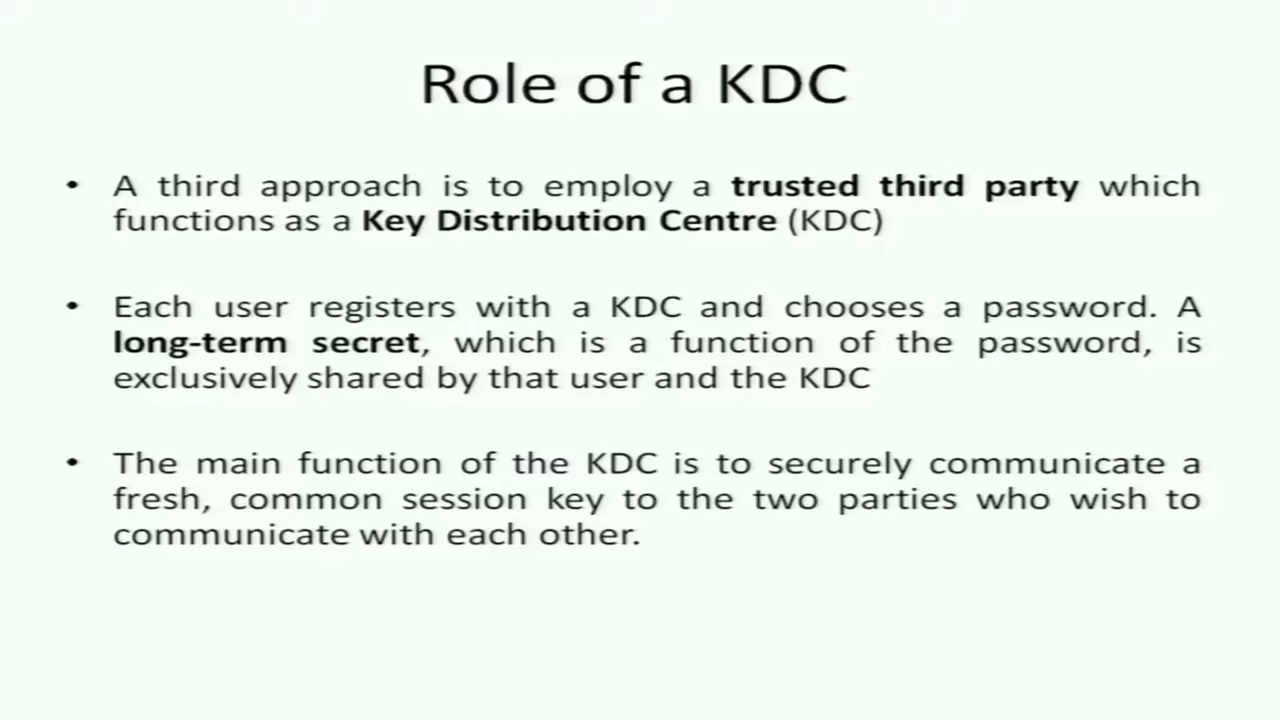 Role of a KDC
• A third approach is to employ a trusted third party which
functions as a Key Distribution Centre (KDC)
• Each user registers with a KDC and chooses a password. A
long-term secret, which is a function of the password, is
exclusively shared by that user and the KDC
• The main function of the KDC is to securely communicate a
fresh, common session key to the two parties who wish to
communicate with each other.